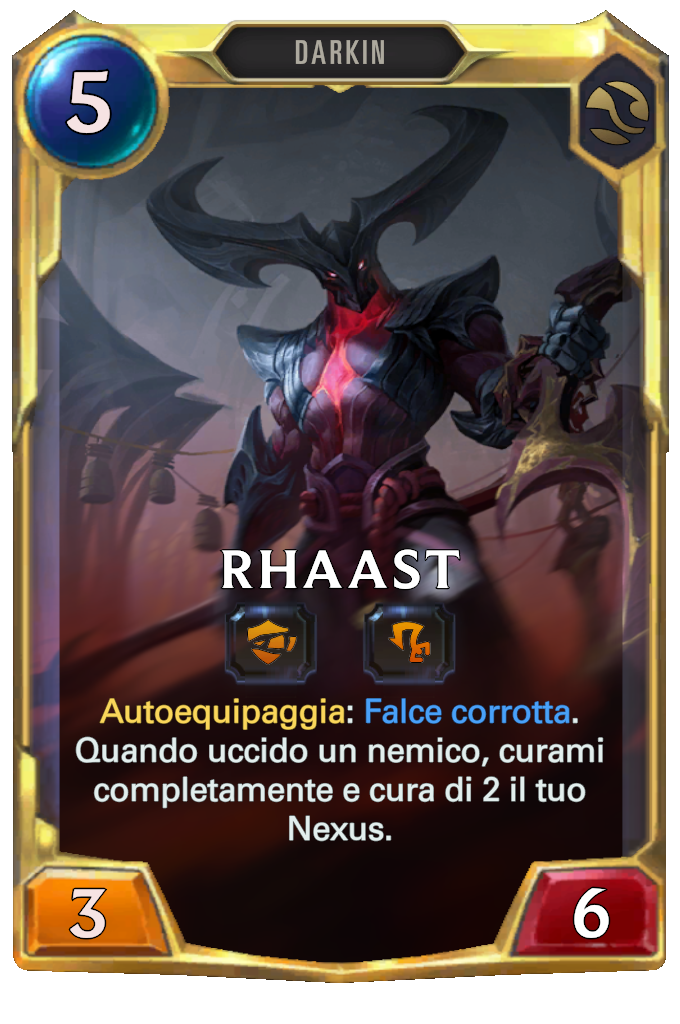 DARKIN
5
RHAAST
Autoequipaggia: Falce corrotta.
Quando uccido un nemico, curami
completamente e cura di 2 il tuo
Nexus.
3
6